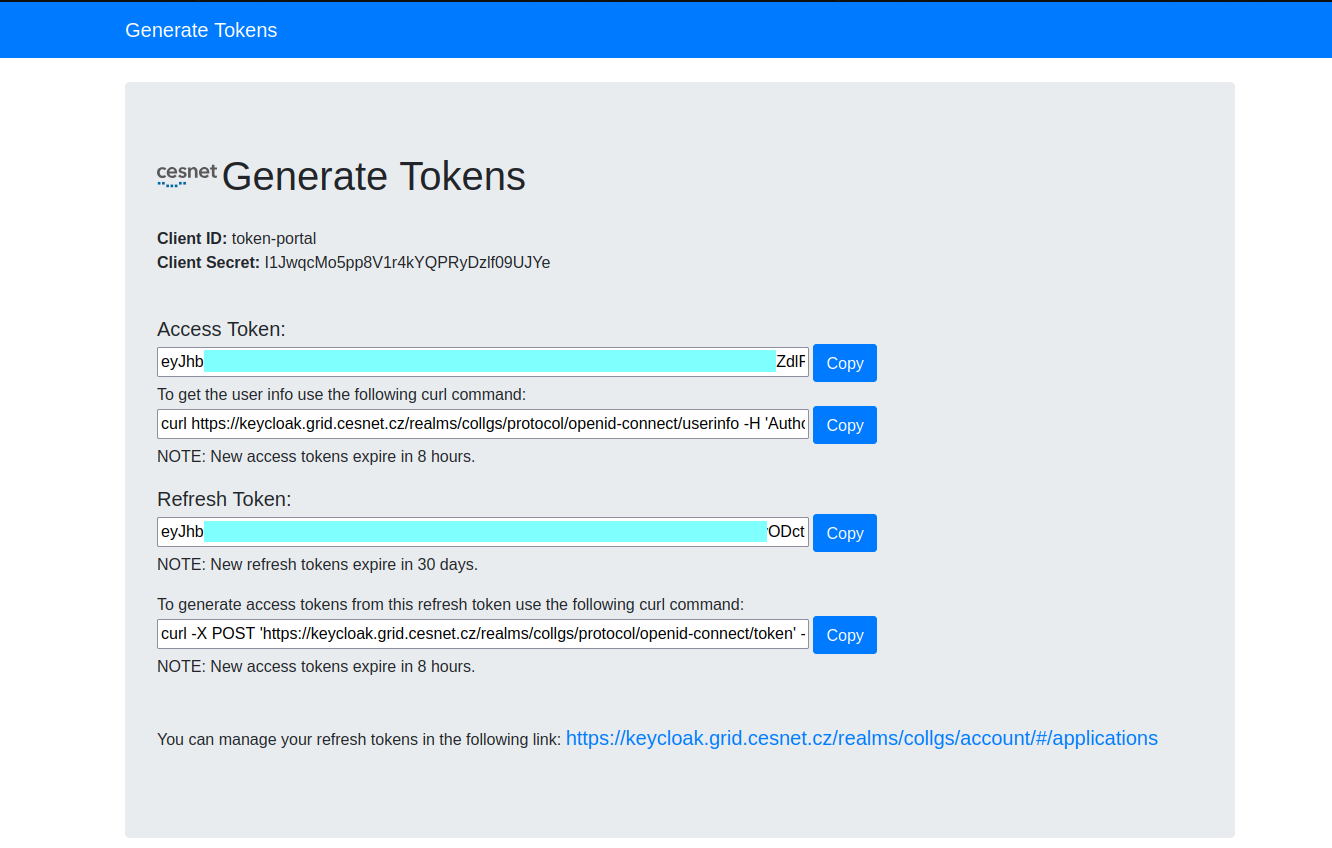 Generate Tokens
cesnet Generate Tokens
Client ID: token-portal
Client Secret: I1JwqcMo5pp8V1r4kYQPRyDzlf09UJYe
Access Token:
eyJhb ZdlF Copy
To get the user info use the following curl command:
curl https://keycloak.grid.cesnet.cz/realms/collgs/protocol/openid-connect/userinfo -H 'Autho Copy
NOTE: New access tokens expire in 8 hours.
Refresh Token:
eyJhb ODct Copy
NOTE: New refresh tokens expire in 30 days.
To generate access tokens from this refresh token use the following curl command:
curl -X POST 'https://keycloak.grid.cesnet.cz/realms/collgs/protocol/openid-connect/token' - Copy
NOTE: New access tokens expire in 8 hours.
You can manage your refresh tokens in the following link: https://keycloak.grid.cesnet.cz/realms/collgs/account/#/applications